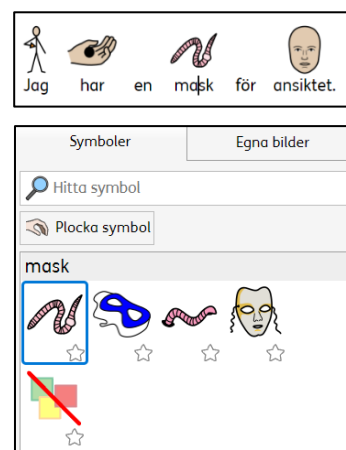 Jag har en mask för ansiktet.
Symboler Egna bilder
Hitta symbol
Plocka symbol
mask